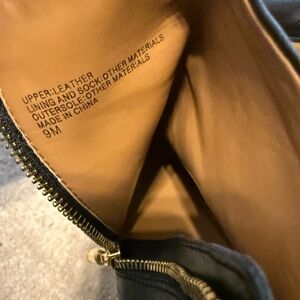 UPPER:LEATHER
LINING AND SOCK:OTHER MATERIALS
OUTERSOLE:OTHER MATERIALS
MADE IN CHINA
9M